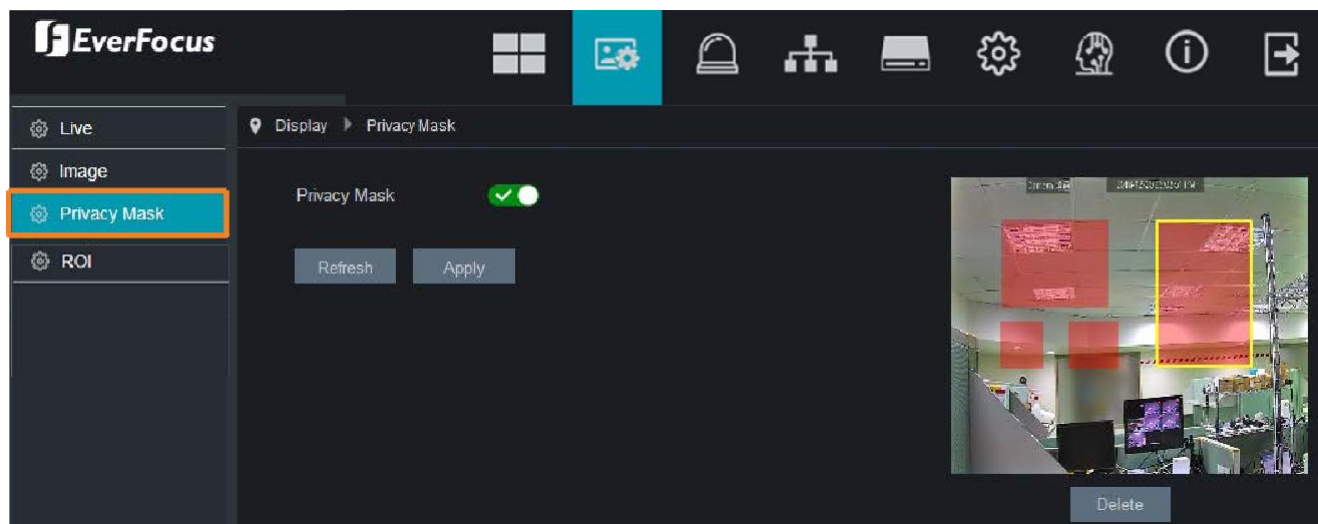 EverFocus
Live
Display Privacy Mask
Image
Privacy Mask
Privacy Mask
ROI
Refresh Apply
Delete